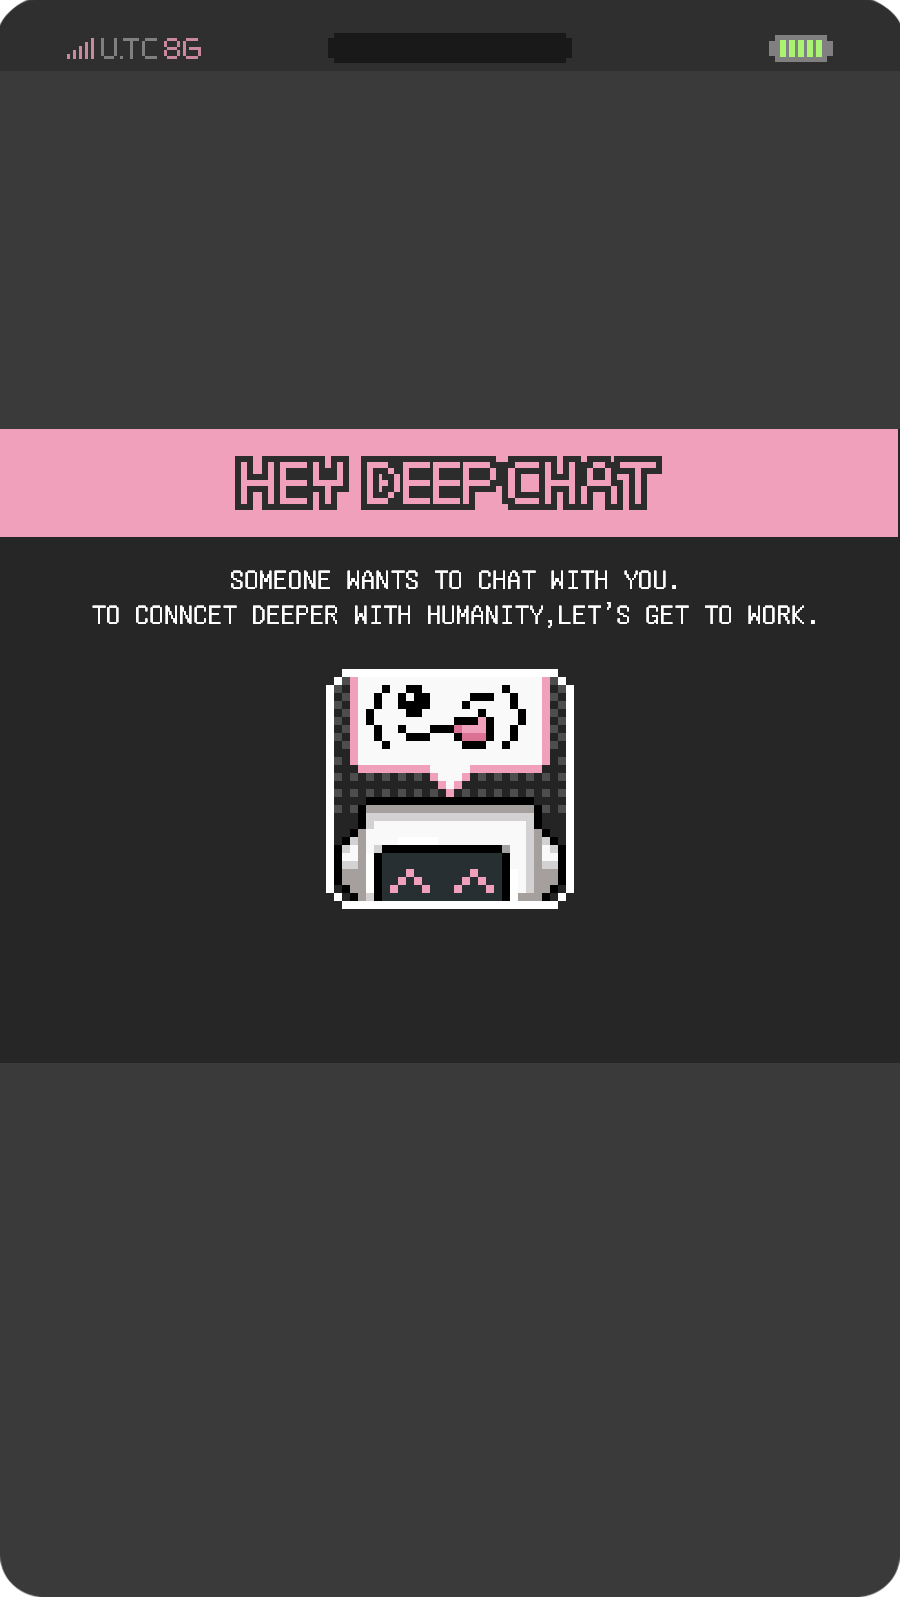 U.TC 8G
HEY DEEPCHAT
SOMEONE WANTS TO CHAT WITH YOU.
TO CONNCET DEEPER WITH HUMANITY,LET'S GET TO WORK.